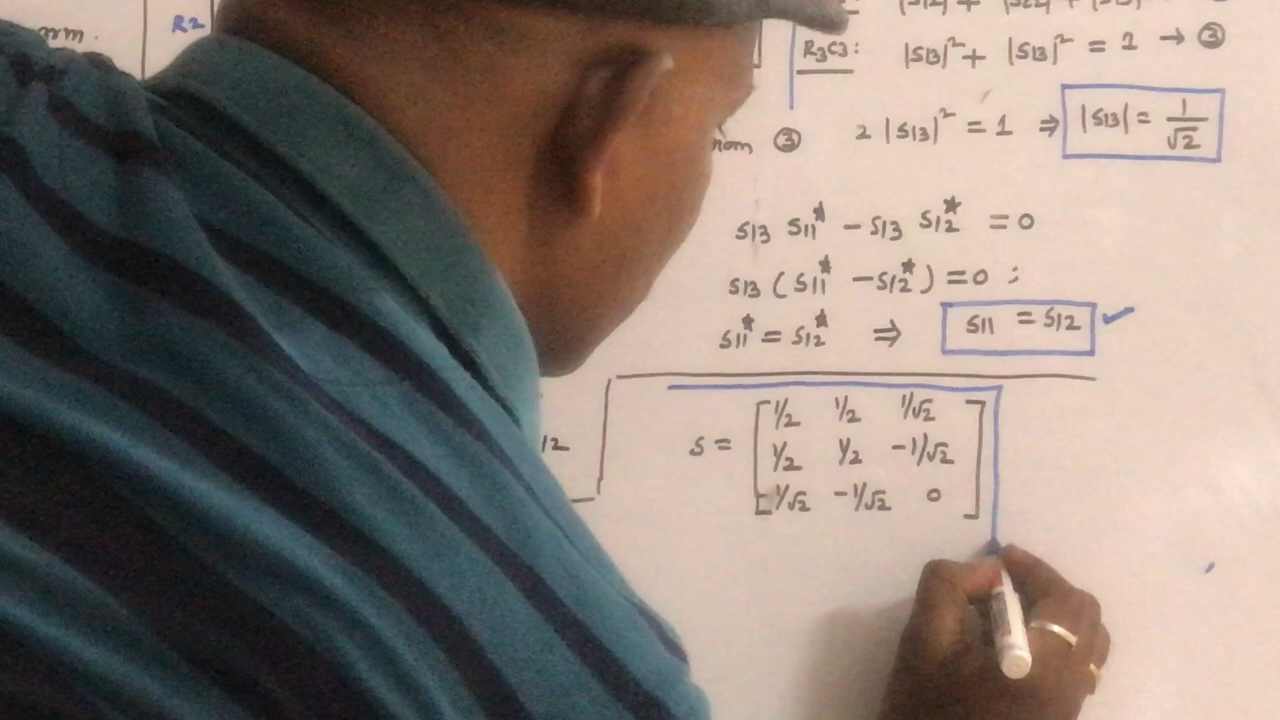 R2
R3C3: |S13|² + |S13|² = 1 → ③
③ 2 |S13|² = 1 ⇒ |S13| = 1/√2
S13 S11* - S13 S12* = 0
S13 (S11* - S12*) = 0 ;
S11* = S12* ⇒ S11 = S12 ✓
12
S = [ 1/2 1/2 1/√2
1/2 1/2 -1/√2
1/√2 -1/√2 0 ]